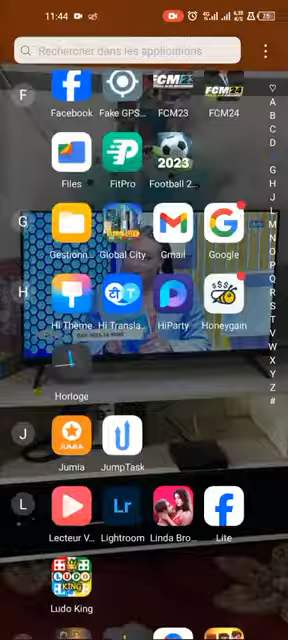 11:44
Rechercher dans les applications
F
Facebook Fake GPS... FCM23 FCM24
2023
Files FitPro Football 2...
G
Gestionn... Global City Gmail Google
H
Hi Theme Hi Transla... HiParty Honeygain
Horloge
J
JUMIA
Jumia JumpTask
L
Lr
Lecteur V... Lightroom Linda Bro... Lite
LUDO
KING
Ludo King
A
B
C
D
G
H
J
L
M
N
O
P
Q
R
S
T
V
W
X
Y
Z
#